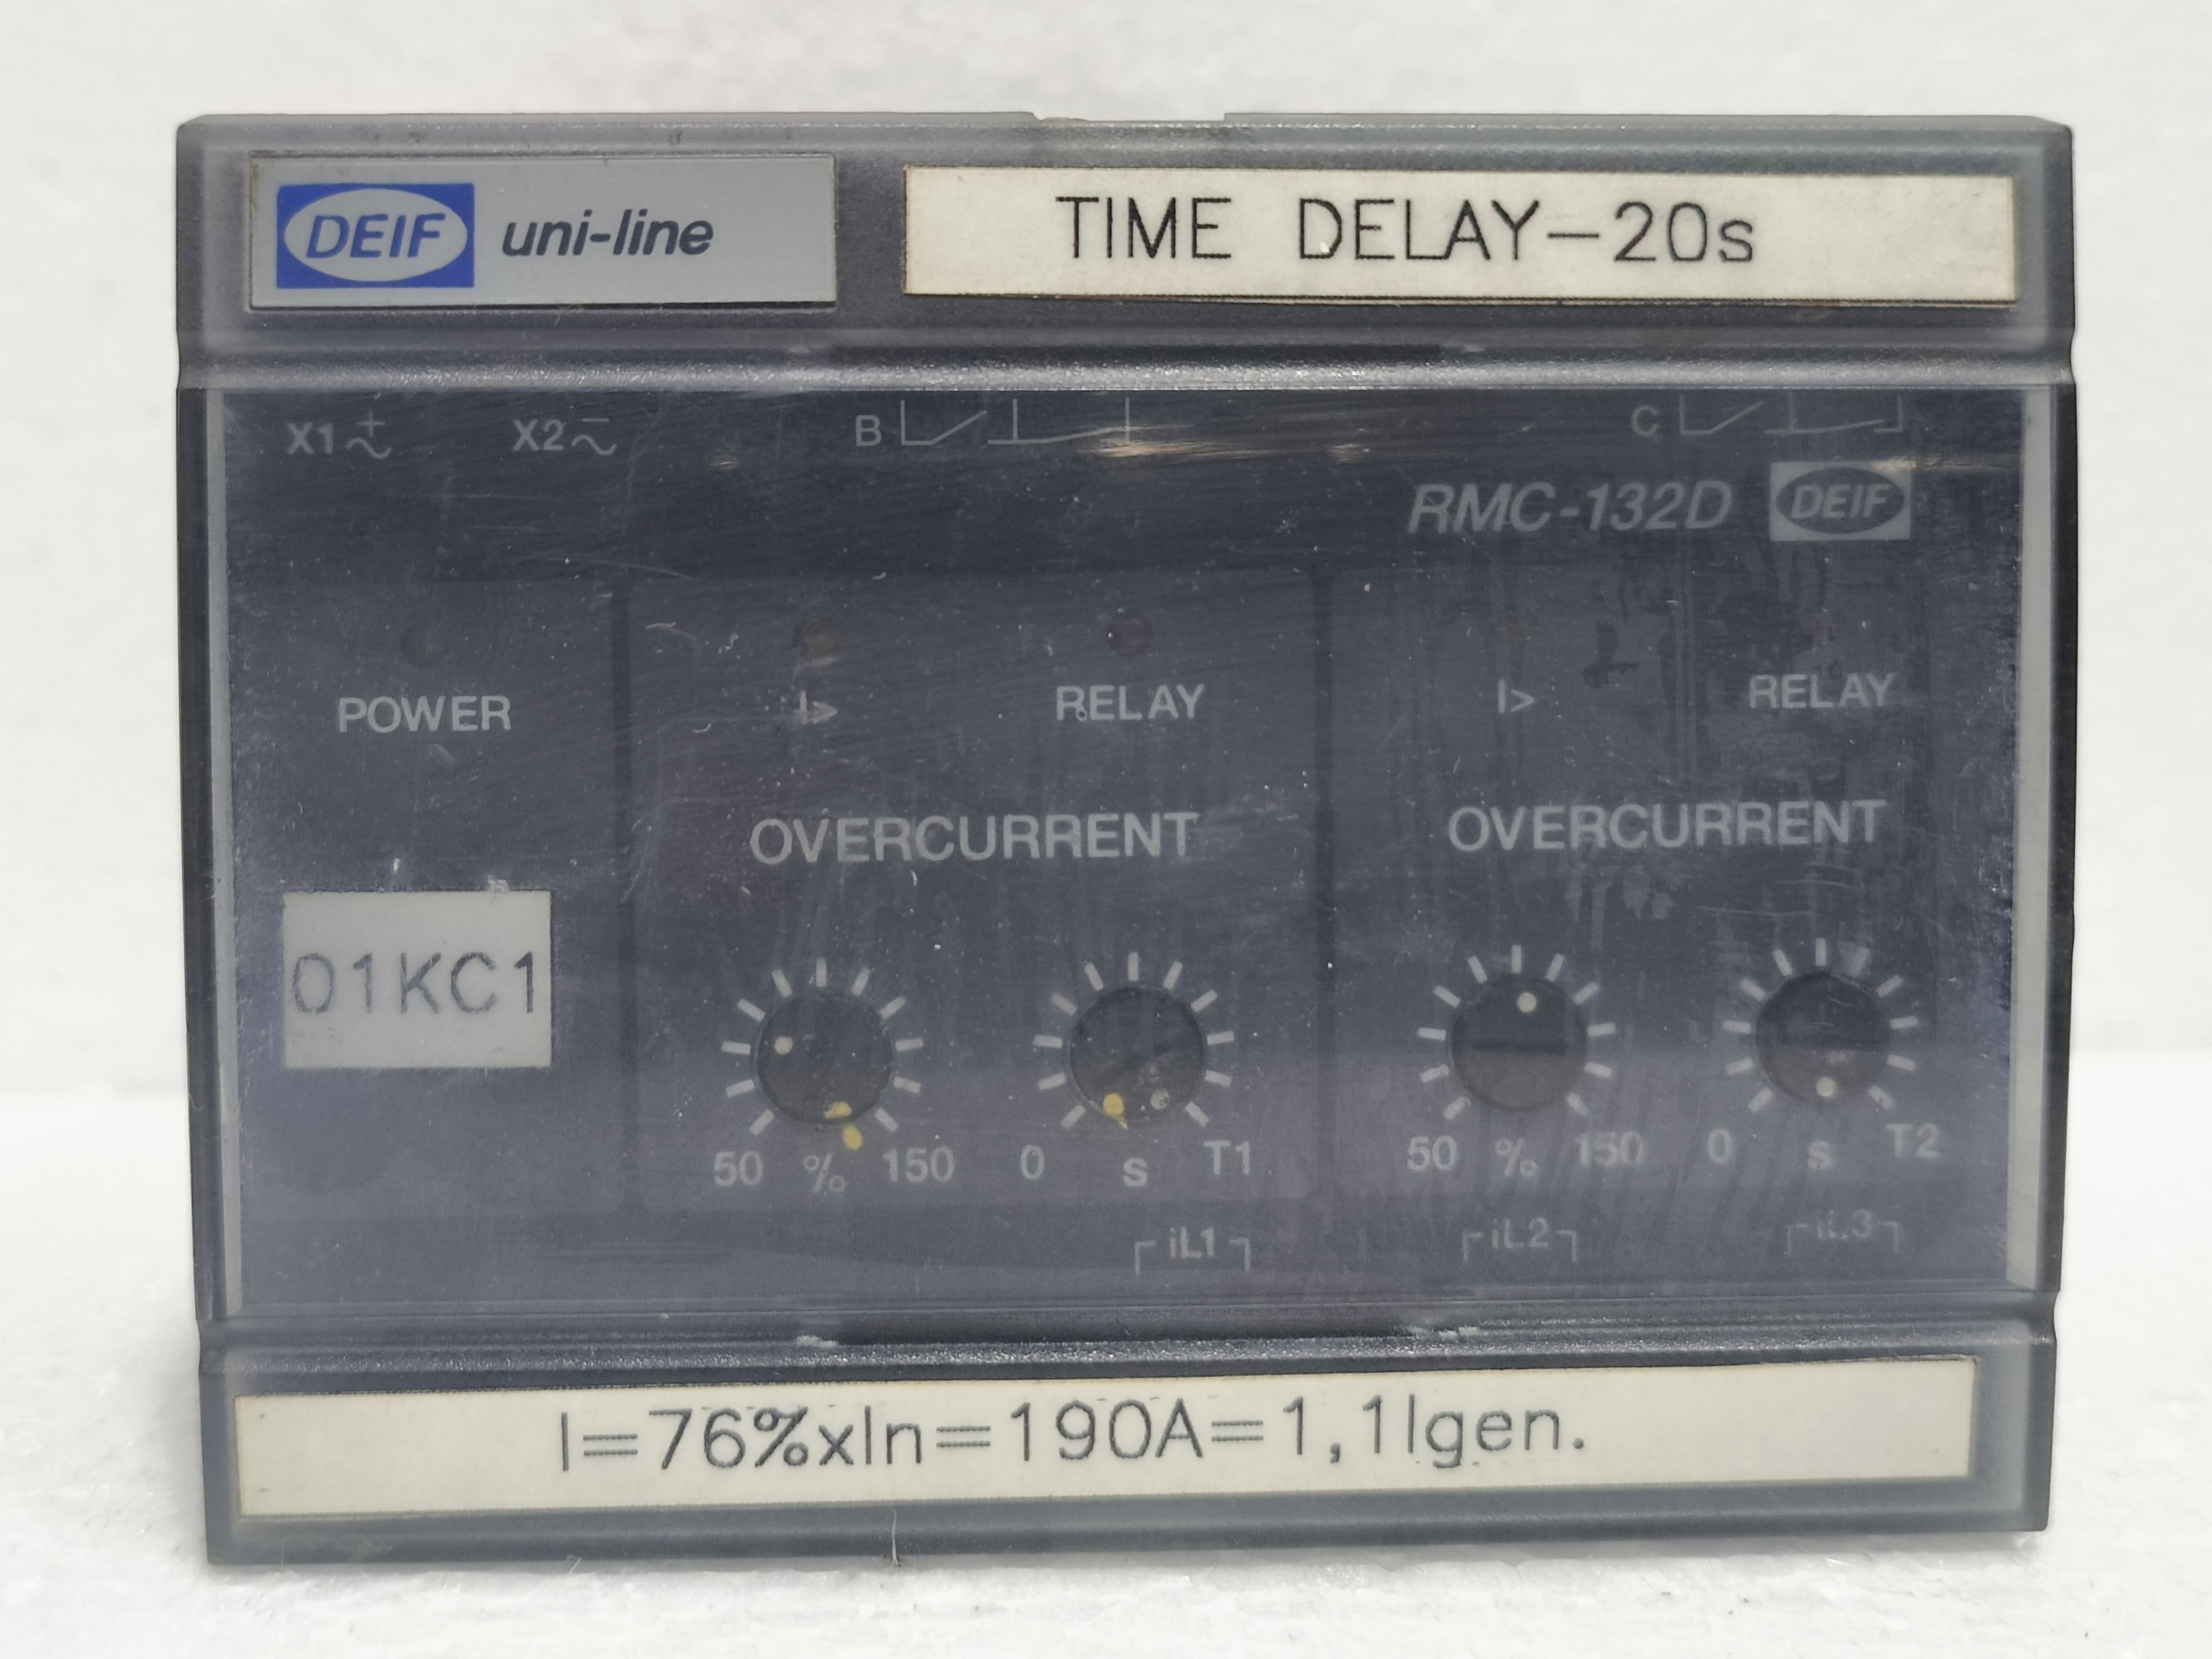 DEIF uni-line
TIME DELAY-20s
X1 X2 B C
RMC-132D DEIF
POWER I> RELAY I> RELAY
OVERCURRENT OVERCURRENT
01KC1
50 % 150 0 s T1 50 % 150 0 s T2
iL1 iL2 iL3
I=76%xIn=190A=1,1Igen.